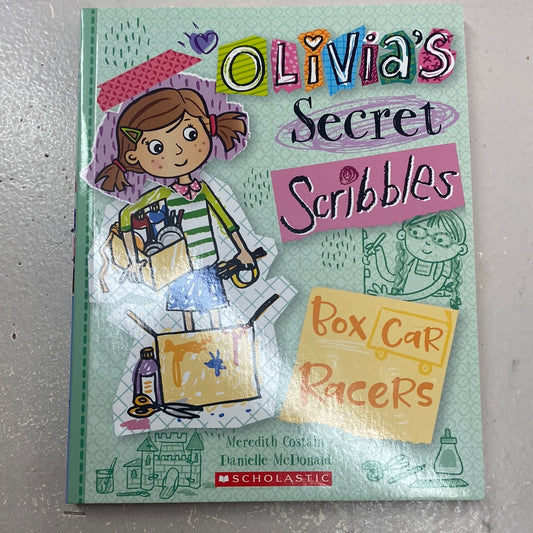 OLiViA's
Secret
Scribbles
Box CAR
RACERS
Meredith Costain
Danielle McDonald
SCHOLASTIC